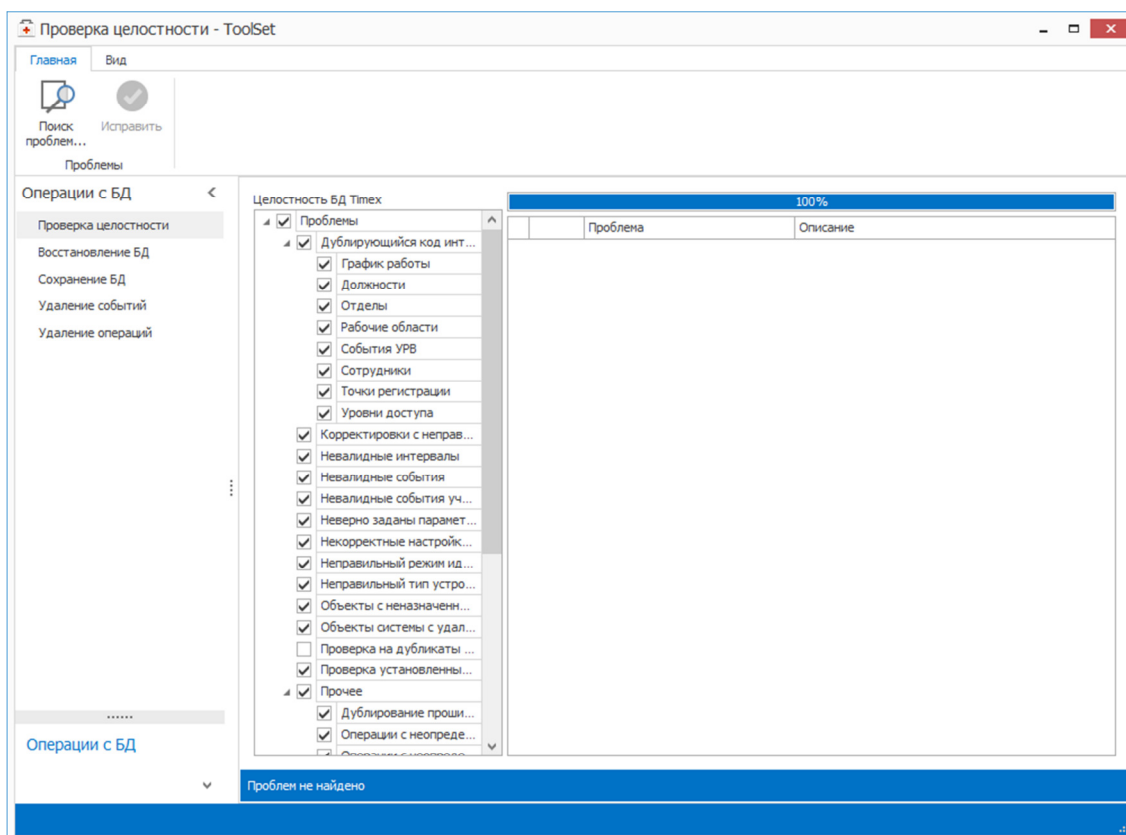 Проверка целостности - ToolSet
Главная
Вид
Поиск
проблем...
Исправить
Проблемы
Операции с БД
Проверка целостности
Восстановление БД
Сохранение БД
Удаление событий
Удаление операций
Операции с БД
Целостность БД Timex
Проблемы
Дублирующийся код инт...
График работы
Должности
Отделы
Рабочие области
События УРВ
Сотрудники
Точки регистрации
Уровни доступа
Корректировки с неправ...
Невалидные интервалы
Невалидные события
Невалидные события уч...
Неверно заданы парамет...
Некорректные настройк...
Неправильный режим ид...
Неправильный тип устро...
Объекты с неназначенн...
Объекты системы с удал...
Проверка на дубликаты ...
Проверка установленны...
Прочее
Дублирование проши...
Операции с неопреде...
Операции с неопреде...
100%
Проблема
Описание
Проблем не найдено